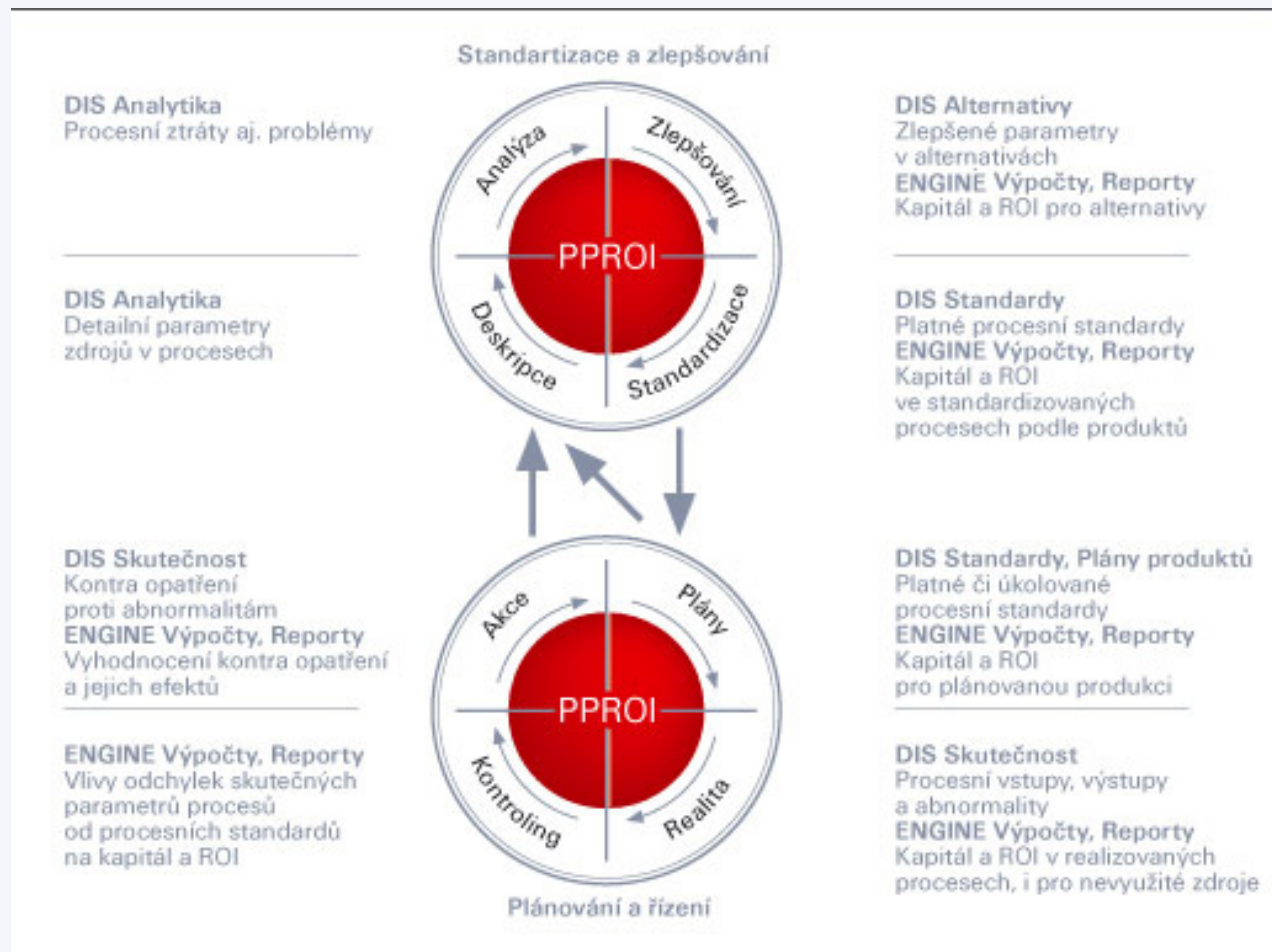 Standartizace a zlepšování
DIS Analytika
Procesní ztráty aj. problémy
DIS Analytika
Detailní parametry
zdrojů v procesech
Analýza
Zlepšování
PPROI
Deskripce
Standardizace
DIS Alternativy
Zlepšené parametry
v alternativách
ENGINE Výpočty, Reporty
Kapitál a ROI pro alternativy
DIS Standardy
Platné procesní standardy
ENGINE Výpočty, Reporty
Kapitál a ROI
ve standardizovaných
procesech podle produktů
DIS Skutečnost
Kontra opatření
proti abnormalitám
ENGINE Výpočty, Reporty
Vyhodnocení kontra opatření
a jejich efektů
ENGINE Výpočty, Reporty
Vlivy odchylek skutečných
parametrů procesů
od procesních standardů
na kapitál a ROI
Akce
Plány
PPROI
Kontroling
Realita
DIS Standardy, Plány produktů
Platné či úkolované
procesní standardy
ENGINE Výpočty, Reporty
Kapitál a ROI
pro plánovanou produkci
DIS Skutečnost
Procesní vstupy, výstupy
a abnormality
ENGINE Výpočty, Reporty
Kapitál a ROI v realizovaných
procesech, i pro nevyužité zdroje
Plánování a řízení